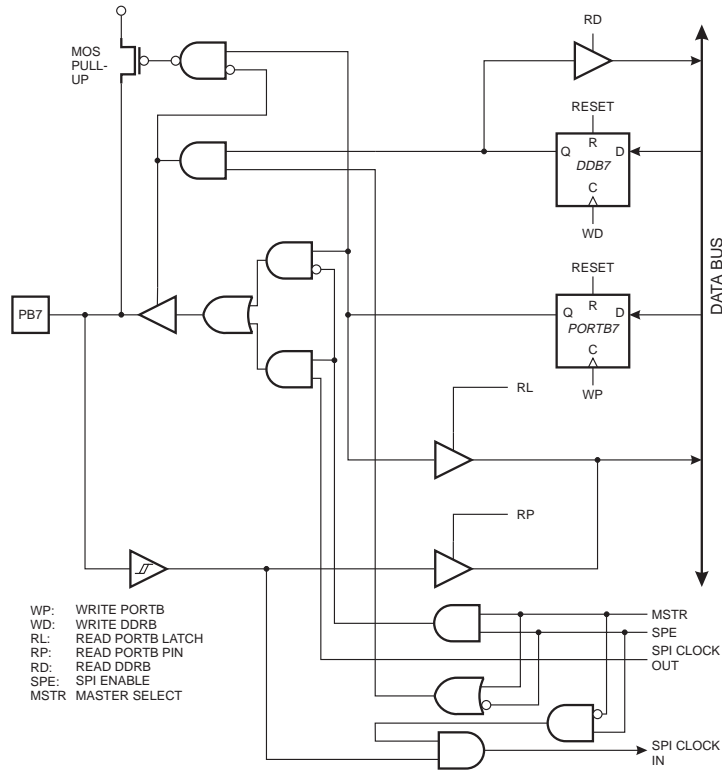 RD
MOS
PULL-
UP
RESET
R
Q
D
DDB7
C
WD
RESET
R
Q
D
PORTB7
C
WP
DATA BUS
PB7
RL
RP
WP: WRITE PORTB
WD: WRITE DDRB
RL: READ PORTB LATCH
RP: READ PORTB PIN
RD: READ DDRB
SPE: SPI ENABLE
MSTR MASTER SELECT
MSTR
SPE
SPI CLOCK
OUT
SPI CLOCK
IN